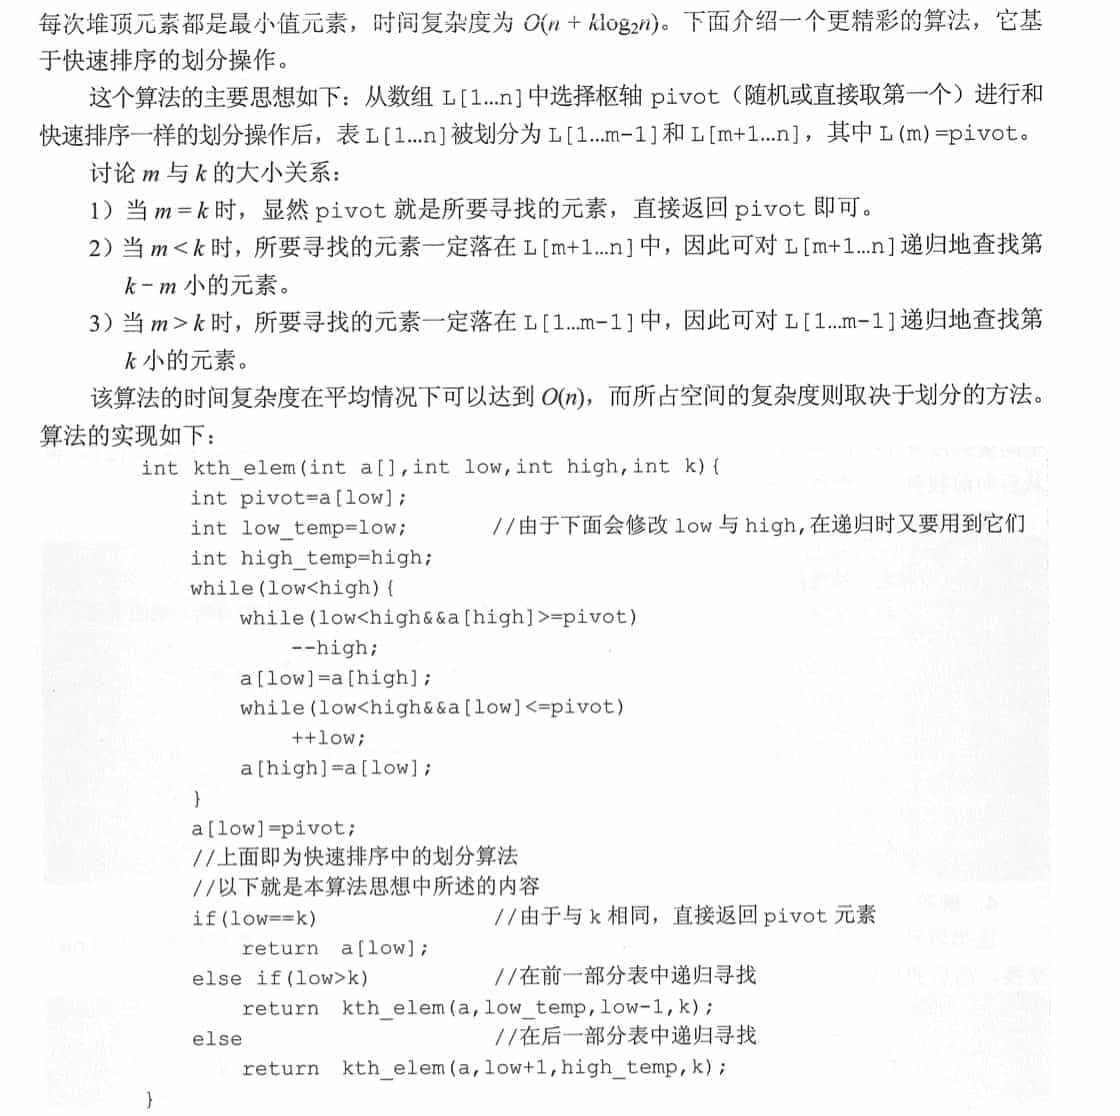 每次堆顶元素都是最小值元素，时间复杂度为 O(n + klog₂n)。下面介绍一个更精彩的算法，它基
于快速排序的划分操作。
这个算法的主要思想如下：从数组 L[1…n]中选择枢轴 pivot（随机或直接取第一个）进行和
快速排序一样的划分操作后，表 L[1…n]被划分为 L[1…m-1]和 L[m+1…n]，其中 L(m)=pivot。
讨论 m 与 k 的大小关系：
1）当 m = k 时，显然 pivot 就是所要寻找的元素，直接返回 pivot 即可。
2）当 m < k 时，所要寻找的元素一定落在 L[m+1…n]中，因此可对 L[m+1…n]递归地查找第
k − m 小的元素。
3）当 m > k 时，所要寻找的元素一定落在 L[1…m-1]中，因此可对 L[1…m-1]递归地查找第
k 小的元素。
该算法的时间复杂度在平均情况下可以达到 O(n)，而所占空间的复杂度则取决于划分的方法。
算法的实现如下：
int kth_elem(int a[],int low,int high,int k){
int pivot=a[low];
int low_temp=low; //由于下面会修改 low 与 high,在递归时又要用到它们
int high_temp=high;
while(low<high){
while(low<high&&a[high]>=pivot)
--high;
a[low]=a[high];
while(low<high&&a[low]<=pivot)
++low;
a[high]=a[low];
}
a[low]=pivot;
//上面即为快速排序中的划分算法
//以下就是本算法思想中所述的内容
if(low==k) //由于与 k 相同，直接返回 pivot 元素
return a[low];
else if(low>k) //在前一部分表中递归寻找
return kth_elem(a,low_temp,low-1,k);
else //在后一部分表中递归寻找
return kth_elem(a,low+1,high_temp,k);
}